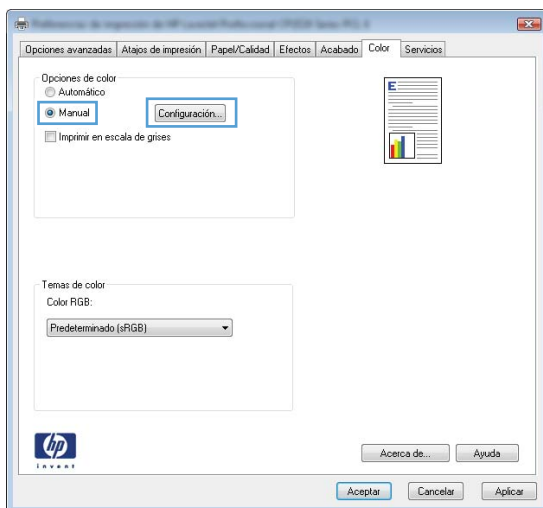 Opciones avanzadas Atajos de impresión Papel/Calidad Efectos Acabado Color Servicios
Opciones de color
Automático
Manual Configuración...
Imprimir en escala de grises
E
Temas de color
Color RGB:
Predeterminado (sRGB)
hp
invent
Acerca de... Ayuda
Aceptar Cancelar Aplicar